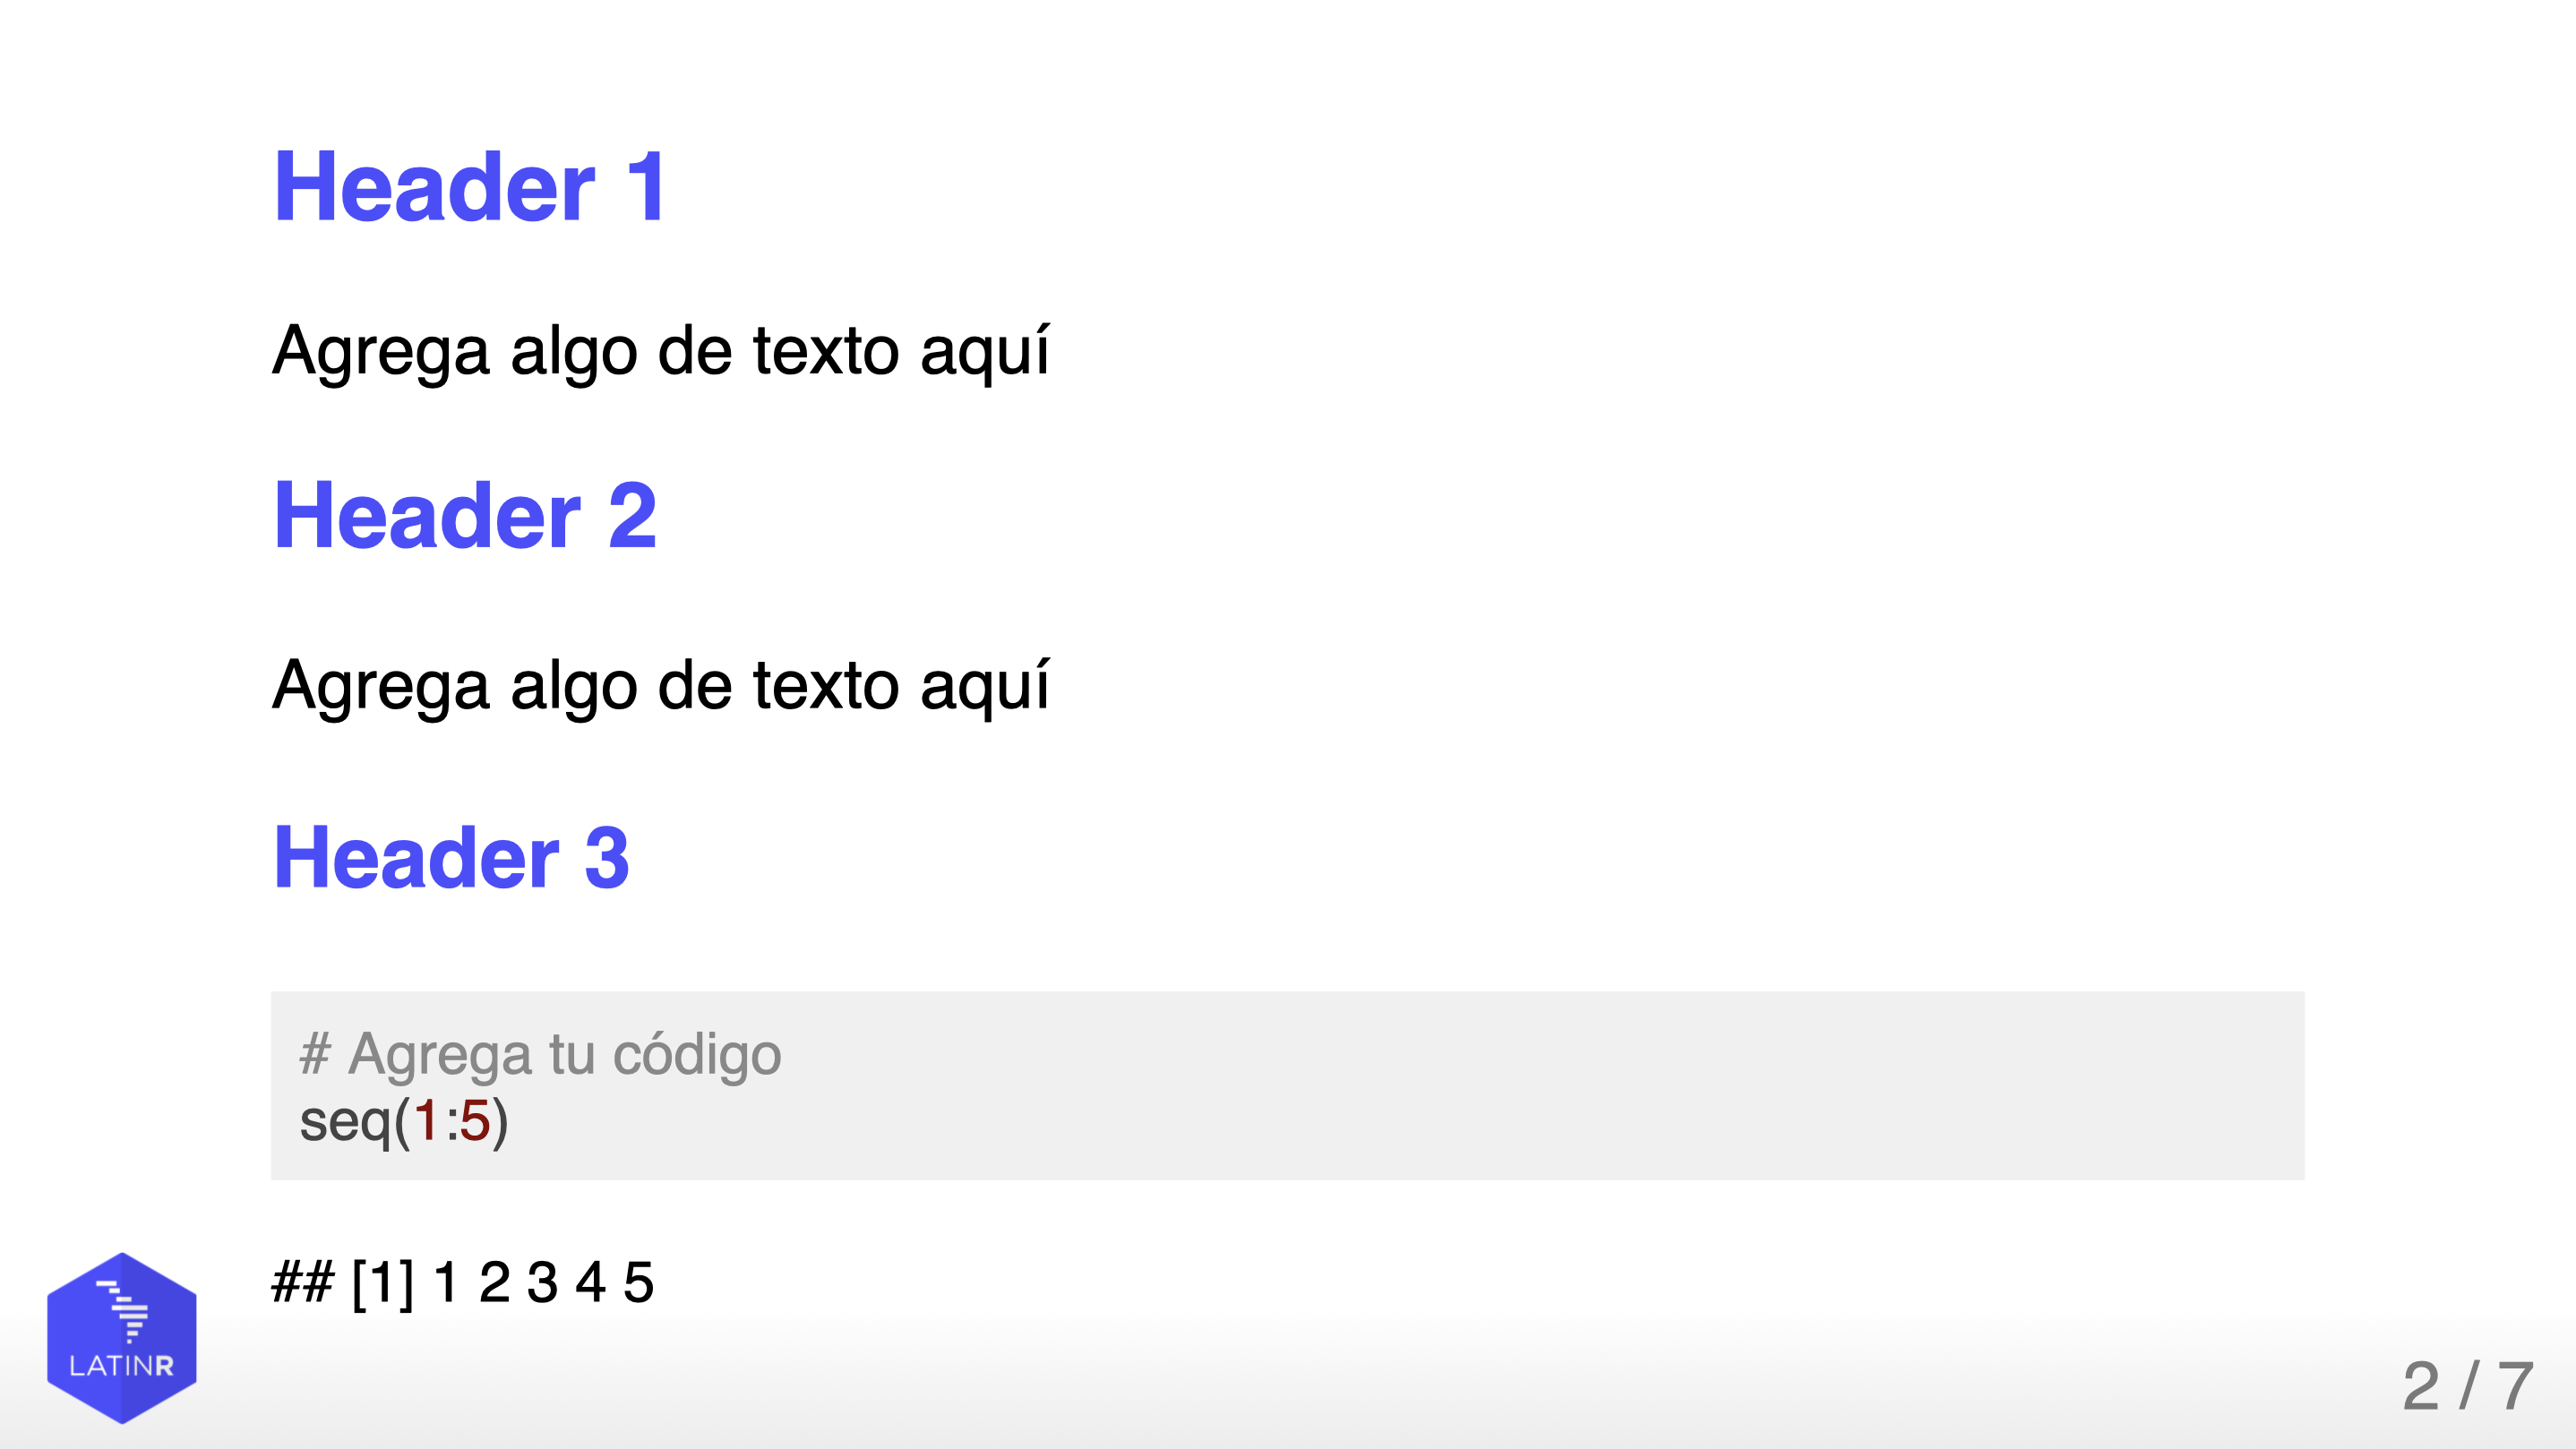 Header 1
Agrega algo de texto aquí
Header 2
Agrega algo de texto aquí
Header 3
# Agrega tu código
seq(1:5)
## [1] 1 2 3 4 5
LATINR
2 / 7